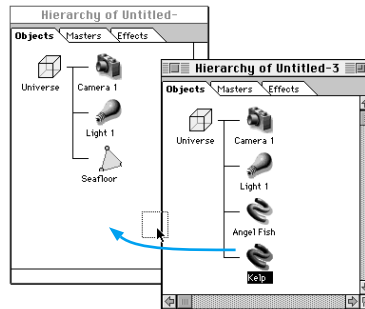 Hierarchy of Untitled-
Objects Masters Effects
Universe Camera 1
Light 1
Seafloor
Hierarchy of Untitled-3
Objects Masters Effects
Universe Camera 1
Light 1
Angel Fish
Kelp